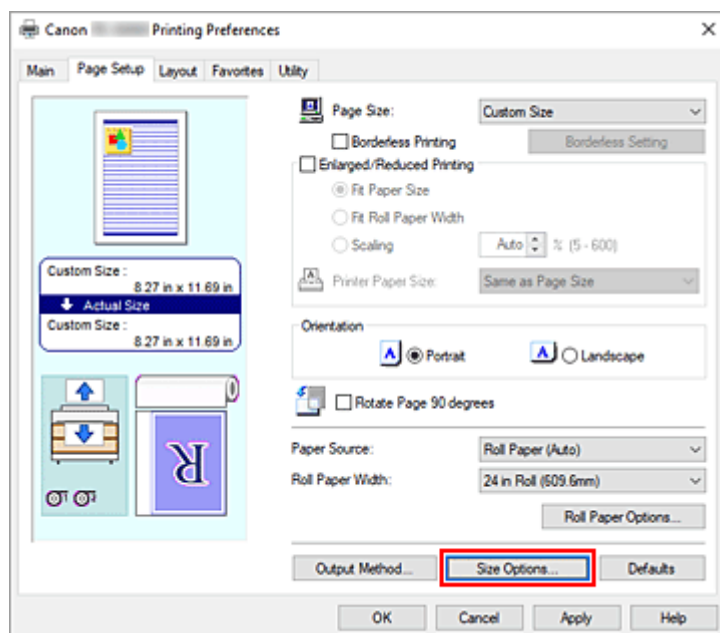 Canon Printing Preferences
Main Page Setup Layout Favorites Utility
Page Size: Custom Size
Borderless Printing Borderless Setting
Enlarged/Reduced Printing
Fit Paper Size
Fit Roll Paper Width
Scaling Auto % (5 - 600)
Printer Paper Size: Same as Page Size
Custom Size :
8.27 in x 11.69 in
Actual Size
Custom Size :
8.27 in x 11.69 in
Orientation
A Portrait A Landscape
Rotate Page 90 degrees
R
Paper Source: Roll Paper (Auto)
Roll Paper Width: 24 in Roll (609.6mm)
Roll Paper Options...
Output Method... Size Options... Defaults
OK Cancel Apply Help